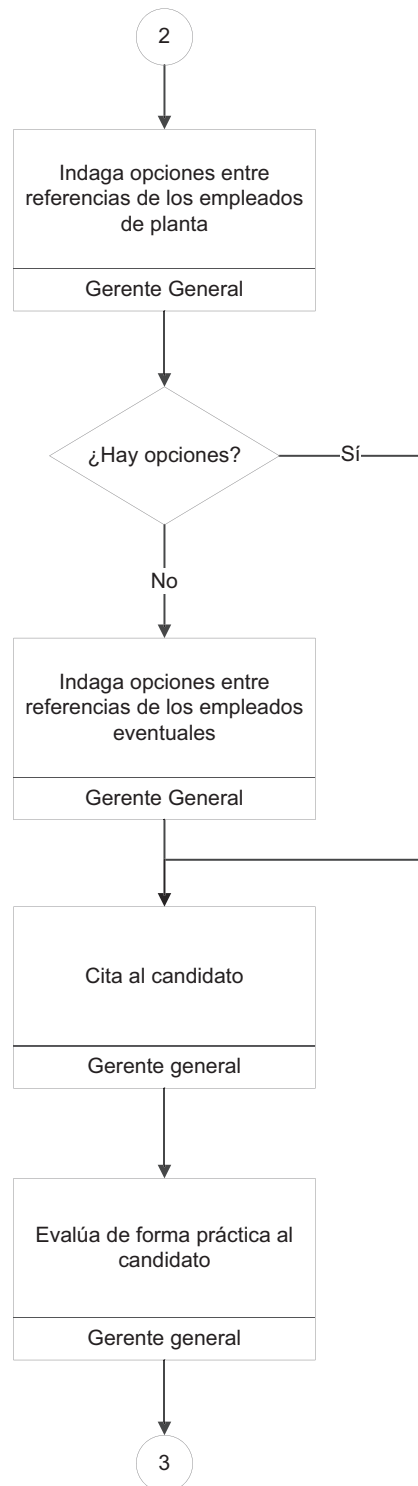 2
Indaga opciones entre
referencias de los empleados
de planta
Gerente General
¿Hay opciones?
Sí
No
Indaga opciones entre
referencias de los empleados
eventuales
Gerente General
Cita al candidato
Gerente general
Evalúa de forma práctica al
candidato
Gerente general
3